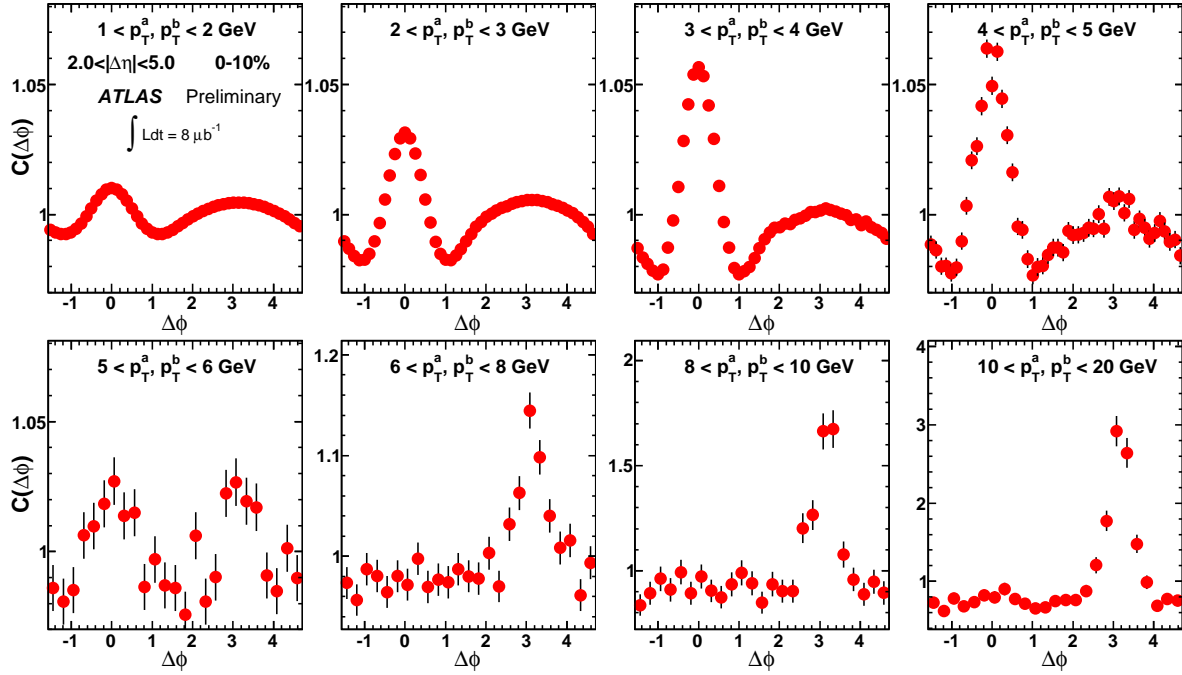 1 < p_T^a, p_T^b < 2 GeV
2.0<|Δη|<5.0 0-10%
ATLAS Preliminary
∫ Ldt = 8 μb^-1
C(Δφ)
1.05
1
-1 0 1 2 3 4
Δφ
2 < p_T^a, p_T^b < 3 GeV
1.05
1
-1 0 1 2 3 4
Δφ
3 < p_T^a, p_T^b < 4 GeV
1.05
1
-1 0 1 2 3 4
Δφ
4 < p_T^a, p_T^b < 5 GeV
1.05
1
-1 0 1 2 3 4
Δφ
5 < p_T^a, p_T^b < 6 GeV
C(Δφ)
1.05
1
-1 0 1 2 3 4
Δφ
6 < p_T^a, p_T^b < 8 GeV
1.2
1.1
1
-1 0 1 2 3 4
Δφ
8 < p_T^a, p_T^b < 10 GeV
2
1.5
1
-1 0 1 2 3 4
Δφ
10 < p_T^a, p_T^b < 20 GeV
4
3
2
1
-1 0 1 2 3 4
Δφ